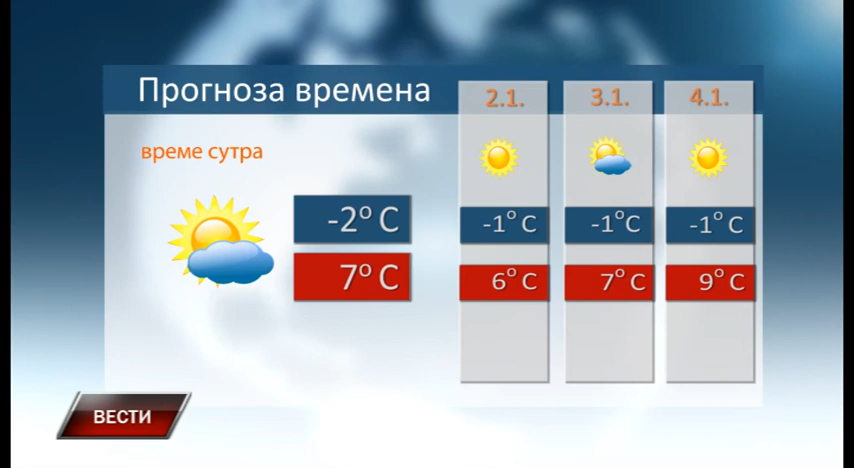 Прогноза времена
време сутра
-2° C
7° C
2.1.
3.1.
4.1.
-1° C
-1°C
-1° C
6° C
7° C
9° C
ВЕСТИ